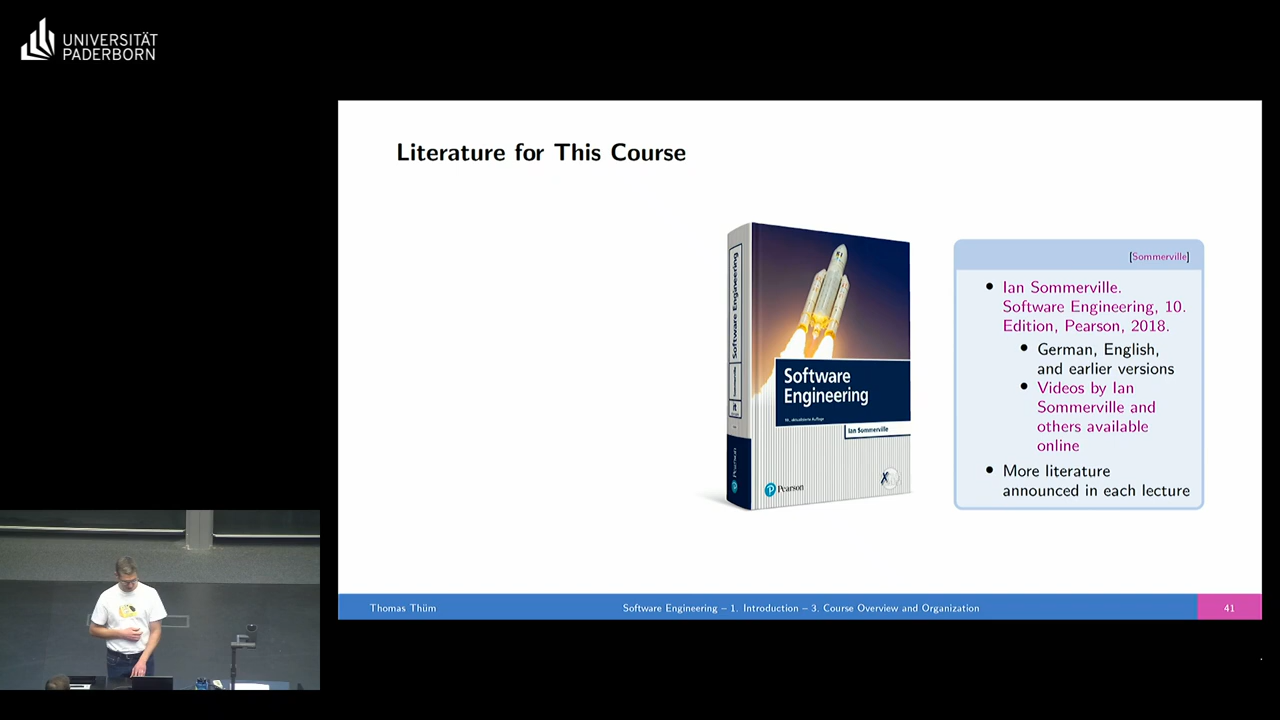 UNIVERSITÄT
PADERBORN
Literature for This Course
Software Engineering
Sommerville
Pearson
Software
Engineering
Ian Sommerville
Pearson
[Sommerville]
• Ian Sommerville.
Software Engineering, 10.
Edition, Pearson, 2018.
• German, English,
and earlier versions
• Videos by Ian
Sommerville and
others available
online
• More literature
announced in each lecture
Thomas Thüm
Software Engineering – 1. Introduction – 3. Course Overview and Organization
41